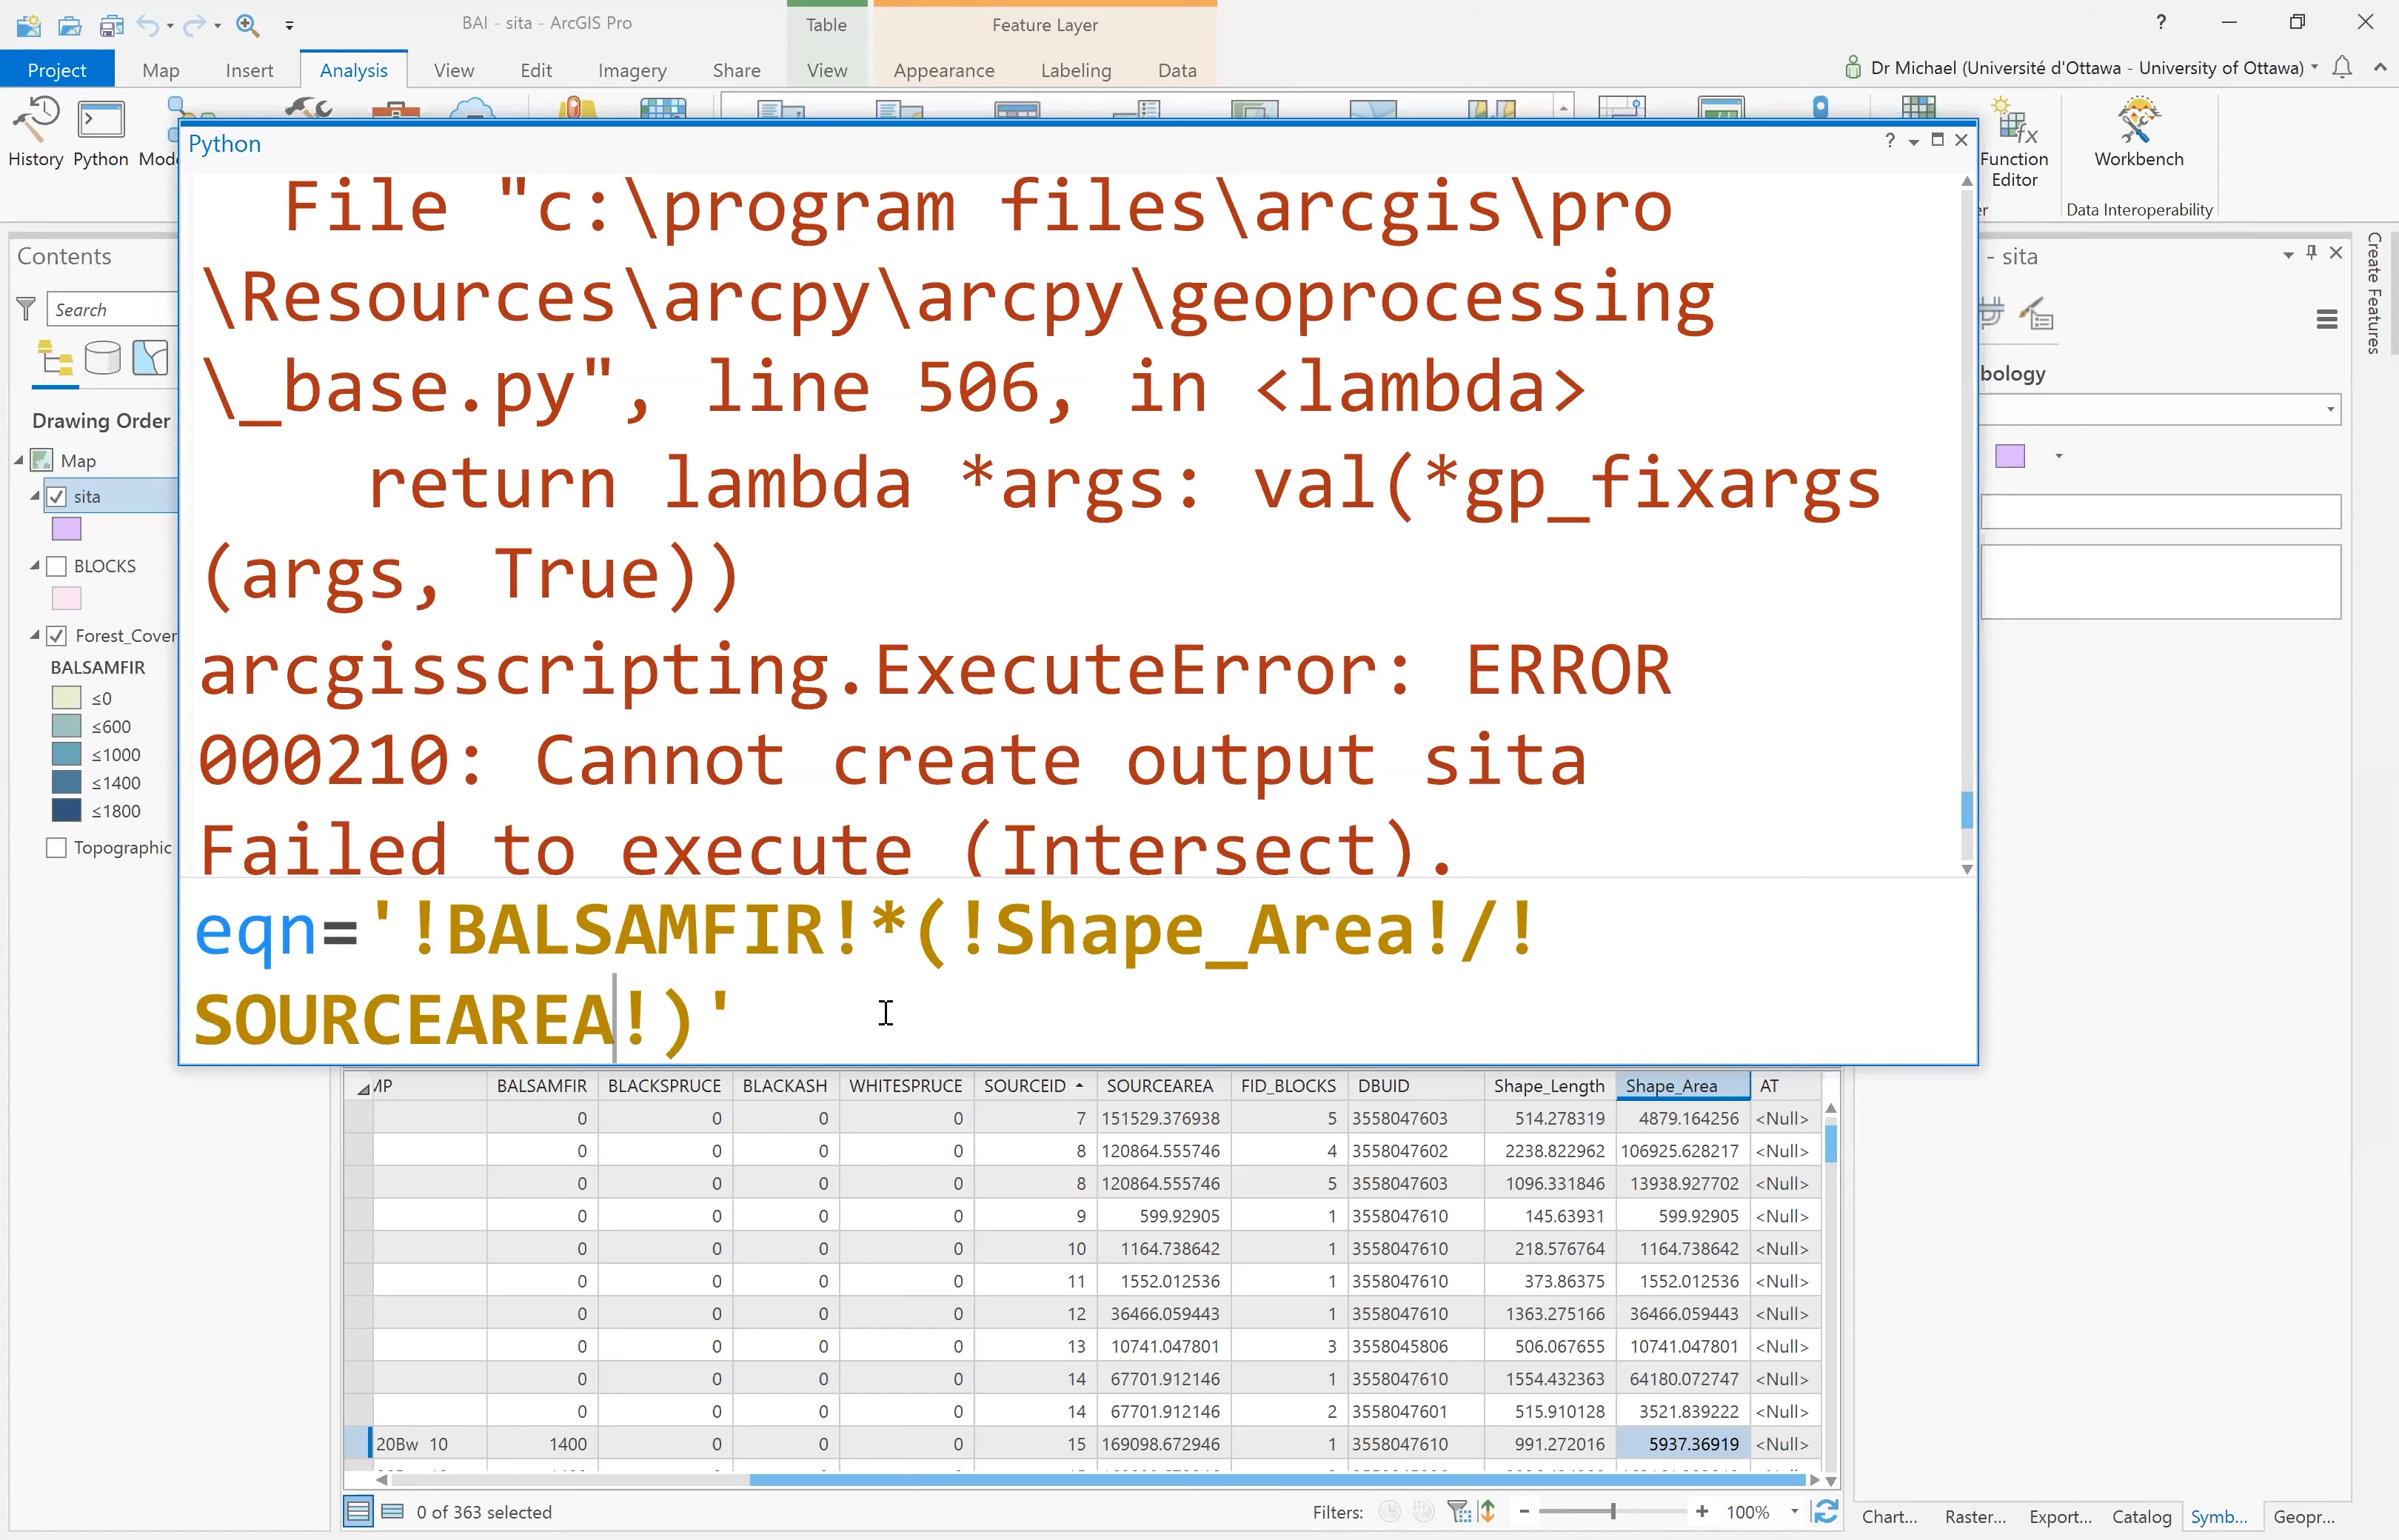 BAI - sita - ArcGIS Pro
Table
Feature Layer
?
Project
Map
Insert
Analysis
View
Edit
Imagery
Share
View
Appearance
Labeling
Data
Dr Michael (Université d'Ottawa - University of Ottawa)
History
Python
Function
Editor
Workbench
Data Interoperability
Python
?
File "c:\program files\arcgis\pro
\Resources\arcpy\arcpy\geoprocessing
\_base.py", line 506, in <lambda>
return lambda *args: val(*gp_fixargs
(args, True))
arcgisscripting.ExecuteError: ERROR
000210: Cannot create output sita
Failed to execute (Intersect).
eqn='!BALSAMFIR!*(!Shape_Area!/!
SOURCEAREA!)'
Contents
Search
Drawing Order
Map
sita
BLOCKS
Forest_Cover
BALSAMFIR
≤0
≤600
≤1000
≤1400
≤1800
Topographic
- sita
bology
Create Features
MP BALSAMFIR BLACKSPRUCE BLACKASH WHITESPRUCE SOURCEID SOURCEAREA FID_BLOCKS DBUID Shape_Length Shape_Area AT
0 0 0 0 7 151529.376938 5 3558047603 514.278319 4879.164256 <Null>
0 0 0 0 8 120864.555746 4 3558047602 2238.822962 106925.628217 <Null>
0 0 0 0 8 120864.555746 5 3558047603 1096.331846 13938.927702 <Null>
0 0 0 0 9 599.92905 1 3558047610 145.63931 599.92905 <Null>
0 0 0 0 10 1164.738642 1 3558047610 218.576764 1164.738642 <Null>
0 0 0 0 11 1552.012536 1 3558047610 373.86375 1552.012536 <Null>
0 0 0 0 12 36466.059443 1 3558047610 1363.275166 36466.059443 <Null>
0 0 0 0 13 10741.047801 3 3558045806 506.067655 10741.047801 <Null>
0 0 0 0 14 67701.912146 1 3558047610 1554.432363 64180.072747 <Null>
0 0 0 0 14 67701.912146 2 3558047601 515.910128 3521.839222 <Null>
20Bw 10 1400 0 0 0 15 169098.672946 1 3558047610 991.272016 5937.36919 <Null>
0 of 363 selected
Filters:
- + 100%
Chart...
Raster...
Export...
Catalog
Symb...
Geopr...